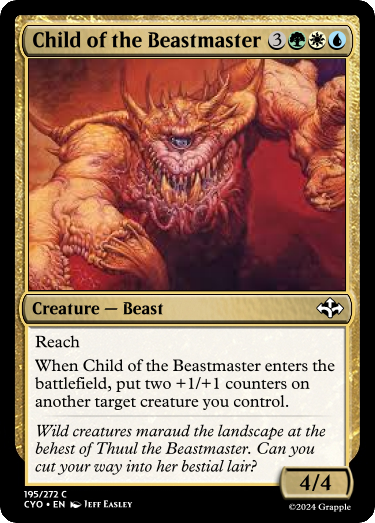 Child of the Beastmaster 3
Creature — Beast
Reach
When Child of the Beastmaster enters the
battlefield, put two +1/+1 counters on
another target creature you control.
Wild creatures maraud the landscape at the
behest of Thuul the Beastmaster. Can you
cut your way into her bestial lair?
4/4
195/272 C
CYO • EN Jeff Easley
©2024 Grapple